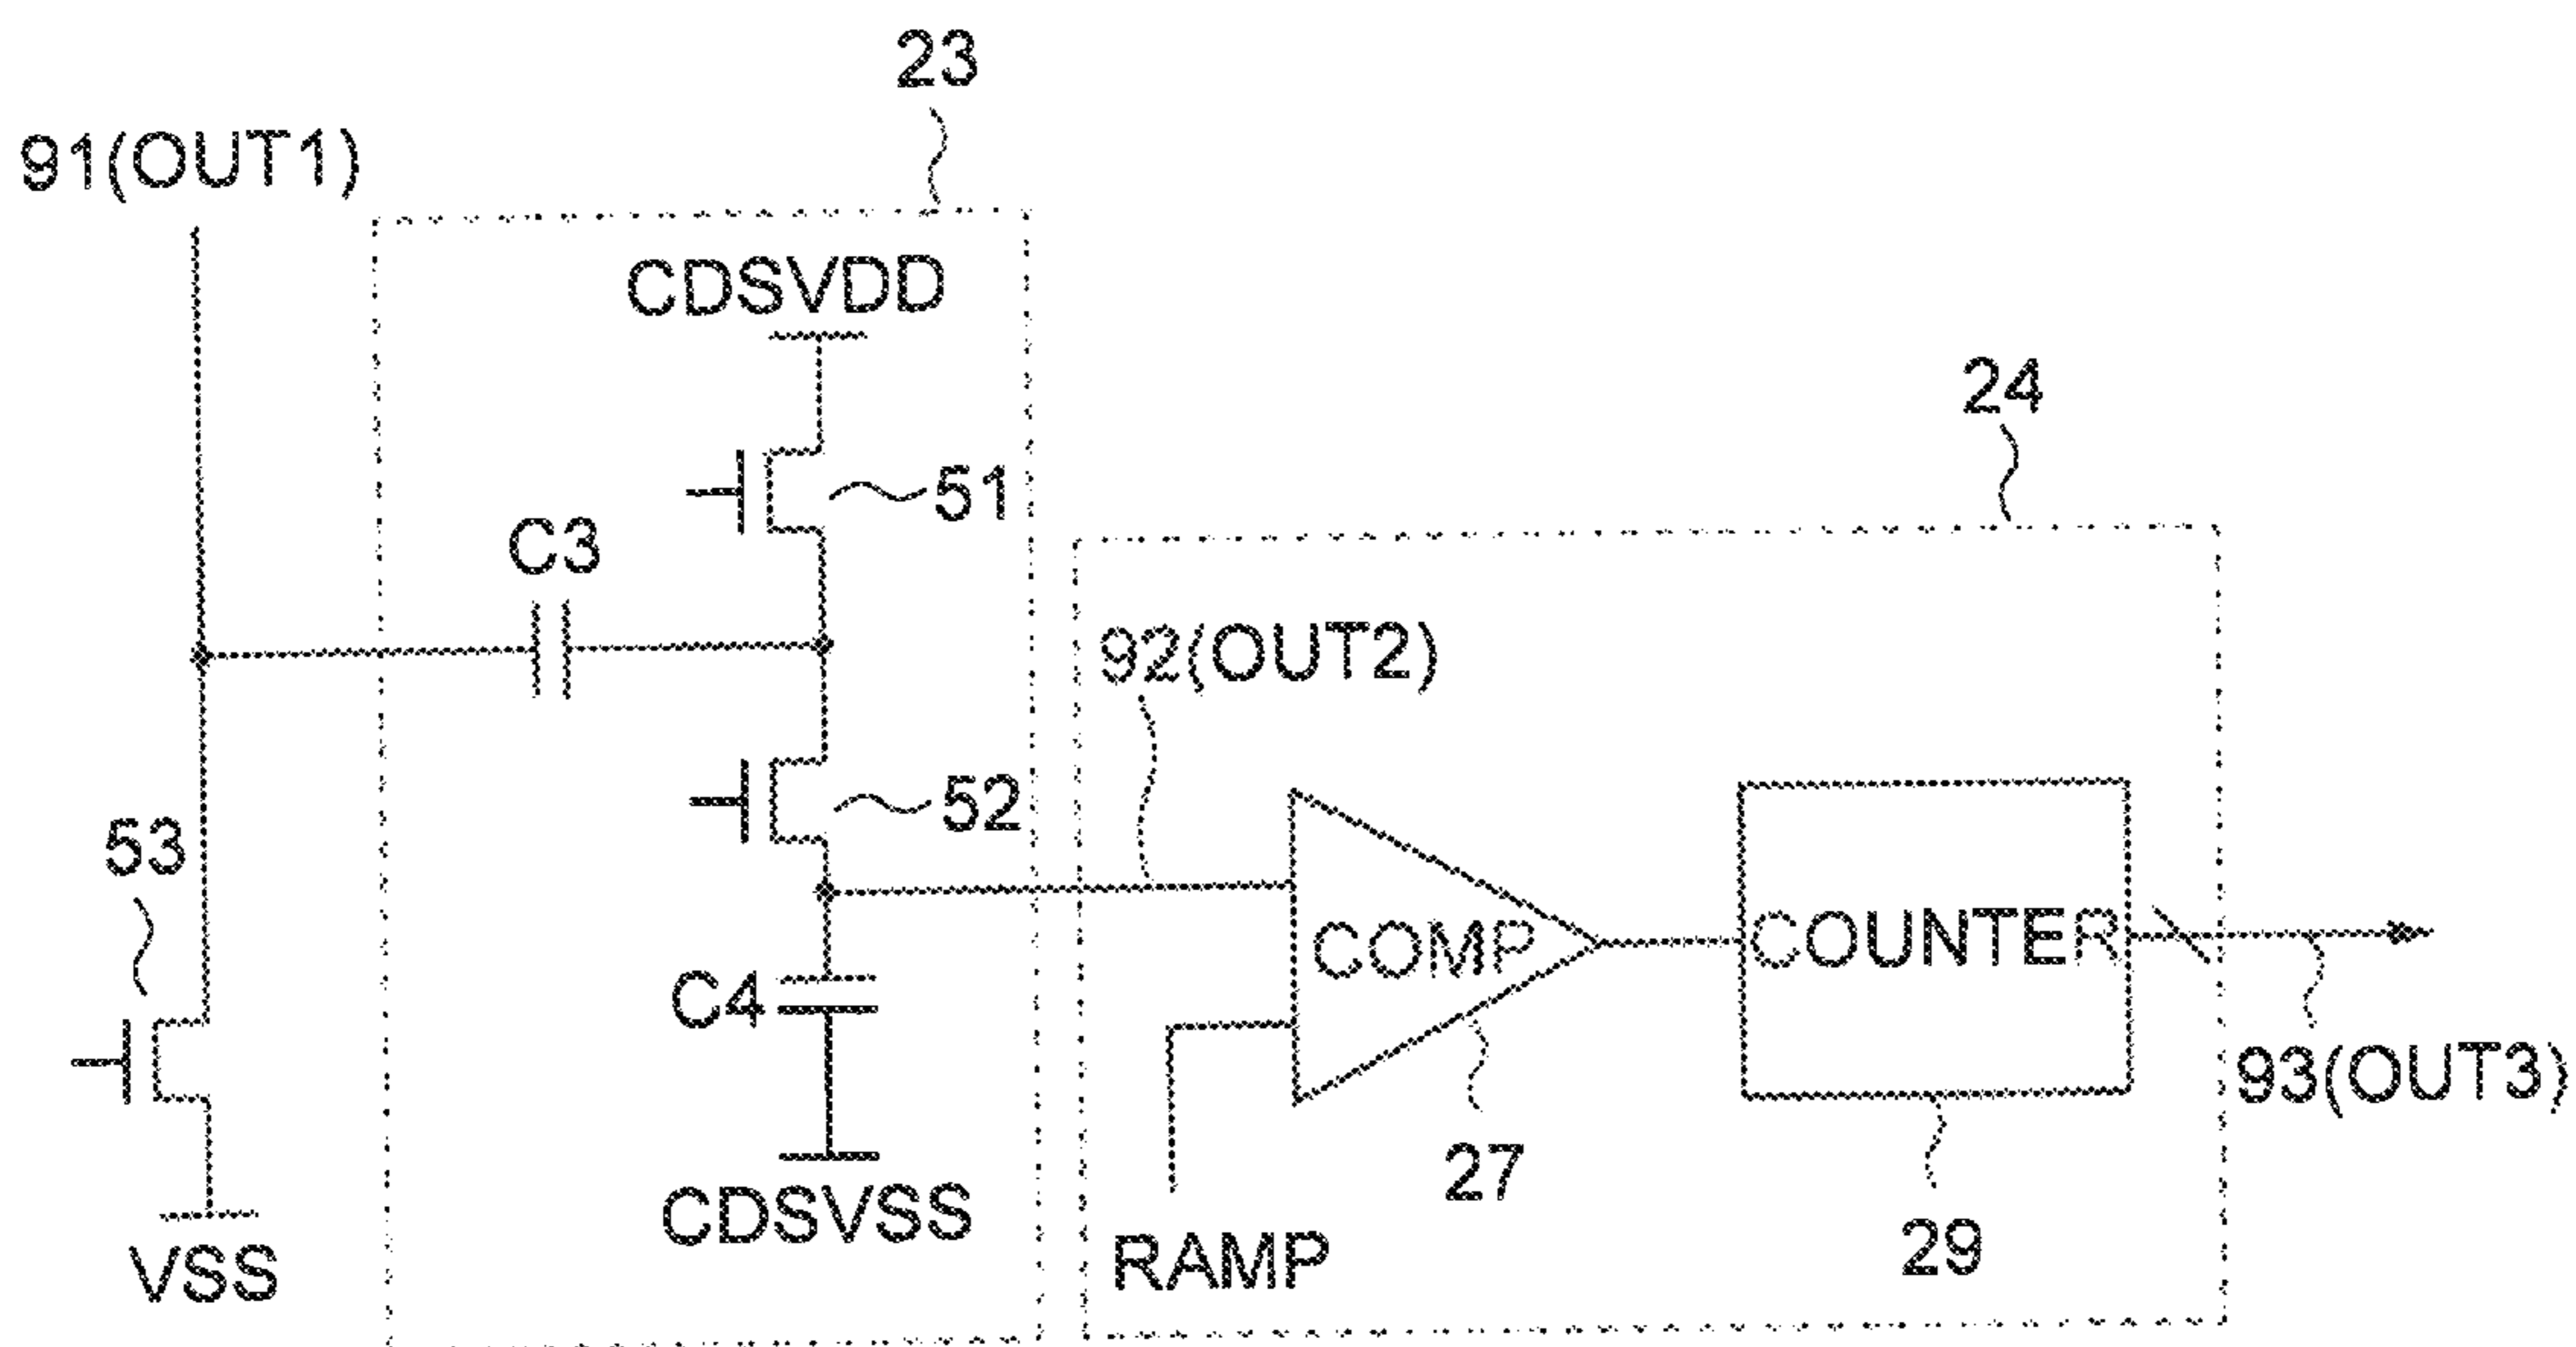 23
91(OUT1)
CDSVDD
24
51
C3
92(OUT2)
52
53
COMP
COUNTER
C4
93(OUT3)
27
CDSVSS
29
RAMP
VSS